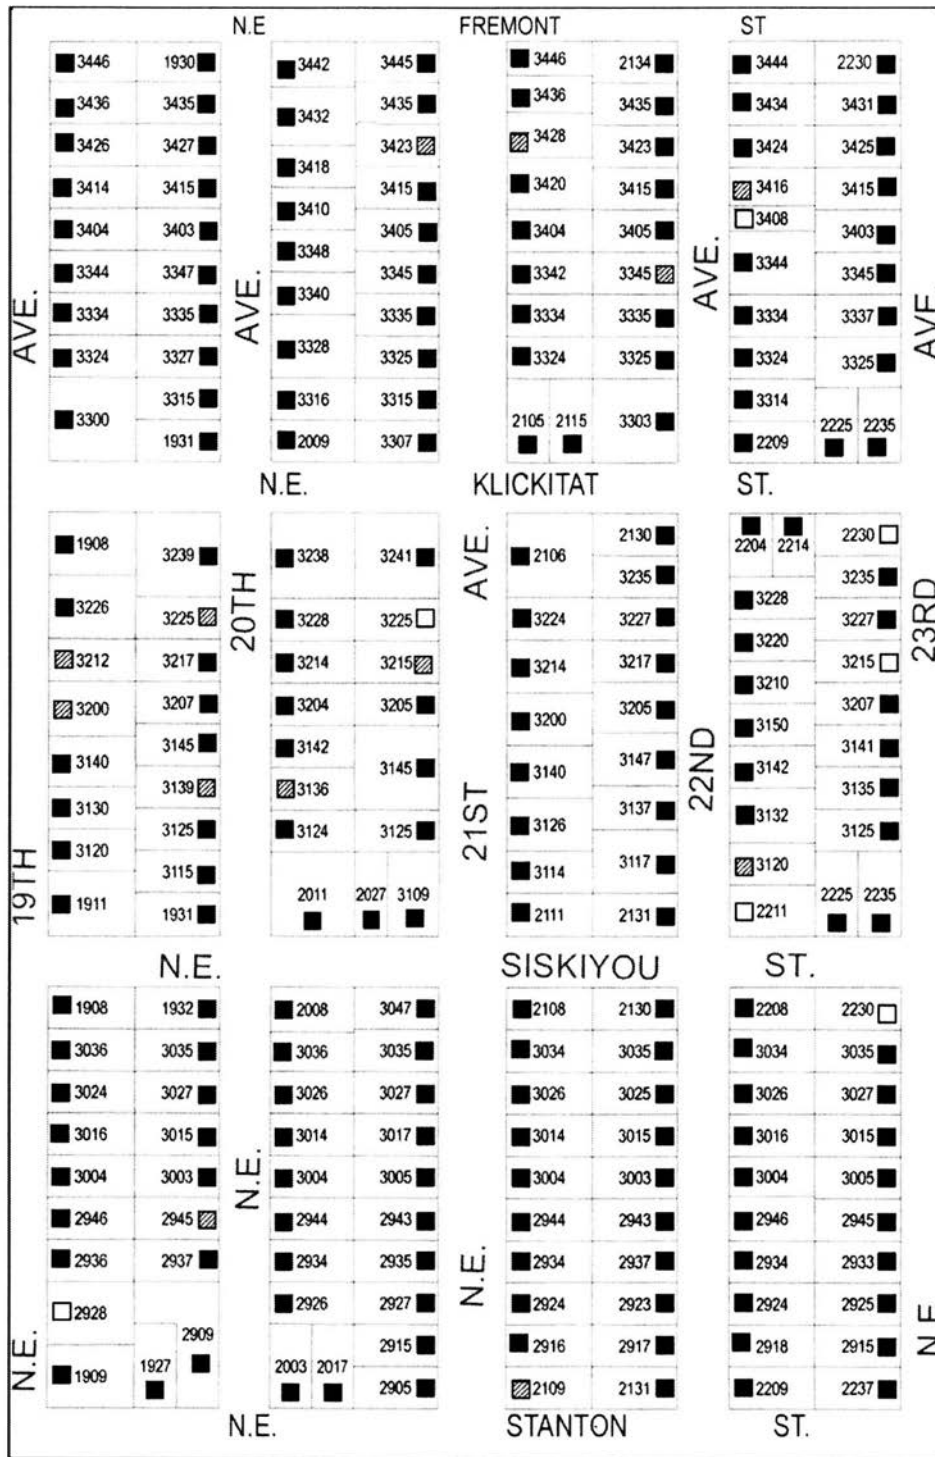 N.E FREMONT ST
3446 1930 3442 3445 3446 2134 3444 2230
3436 3435 3432 3435 3436 3435 3434 3431
3426 3427 3418 3423 3428 3423 3424 3425
3414 3415 3410 3415 3420 3415 3416 3415
3404 3403 3348 3405 3404 3405 3408 3403
3344 3347 3340 3345 3342 3345 3344 3345
3334 3335 3328 3335 3334 3335 3334 3337
3324 3327 3316 3325 3324 3325 3324 3325
3300 3315 2009 3315 2105 2115 3303 3314
1931 3307 2209 2225 2235
AVE. AVE. AVE. AVE.
N.E. KLICKITAT ST.
1908 3239 3238 3241 2106 2130 2204 2214 2230
3226 3225 3228 3225 3224 3235 3228 3235
3212 3217 3214 3215 3214 3227 3220 3227
3200 3207 3204 3205 3200 3217 3210 3215
3140 3145 3142 3145 3140 3205 3150 3207
3130 3139 3136 3125 3126 3147 3142 3141
3120 3125 3124 3114 3137 3132 3135
1911 3115 2011 2027 3109 2111 3117 3120 3125
1931 2131 2211 2225 2235
19TH 20TH 21ST AVE. 22ND 23RD
N.E. SISKIYOU ST.
1908 1932 2008 3047 2108 2130 2208 2230
3036 3035 3036 3035 3034 3035 3034 3035
3024 3027 3026 3027 3026 3025 3026 3027
3016 3015 3014 3017 3014 3015 3016 3015
3004 3003 3004 3005 3004 3003 3004 3005
2946 2945 2944 2943 2944 2943 2946 2945
2936 2937 2934 2935 2934 2937 2934 2933
2928 2926 2927 2924 2923 2924 2925
1909 1927 2909 2003 2017 2915 2916 2917 2918 2915
2905 2109 2131 2209 2237
N.E. N.E. N.E. N.E
N.E. STANTON ST.